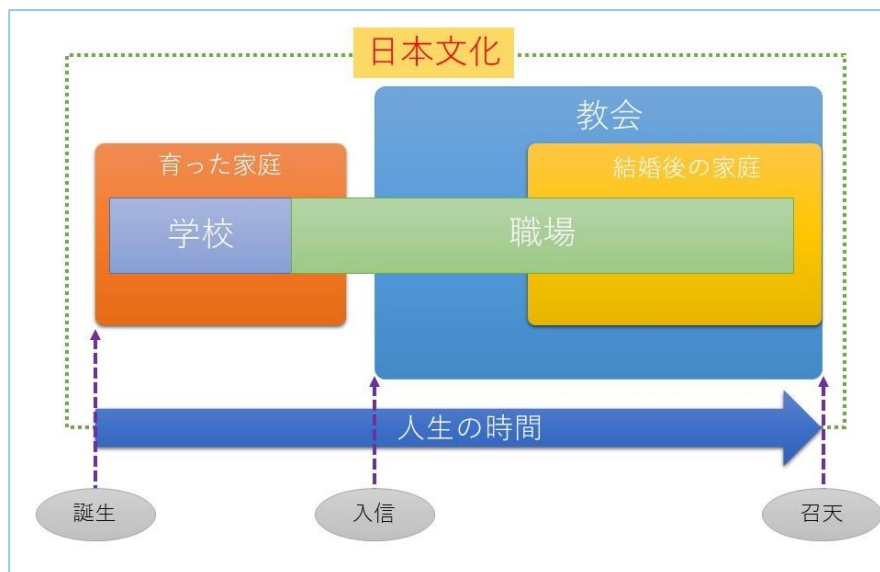 日本文化
教会
育った家庭
結婚後の家庭
学校
職場
人生の時間
誕生
入信
召天